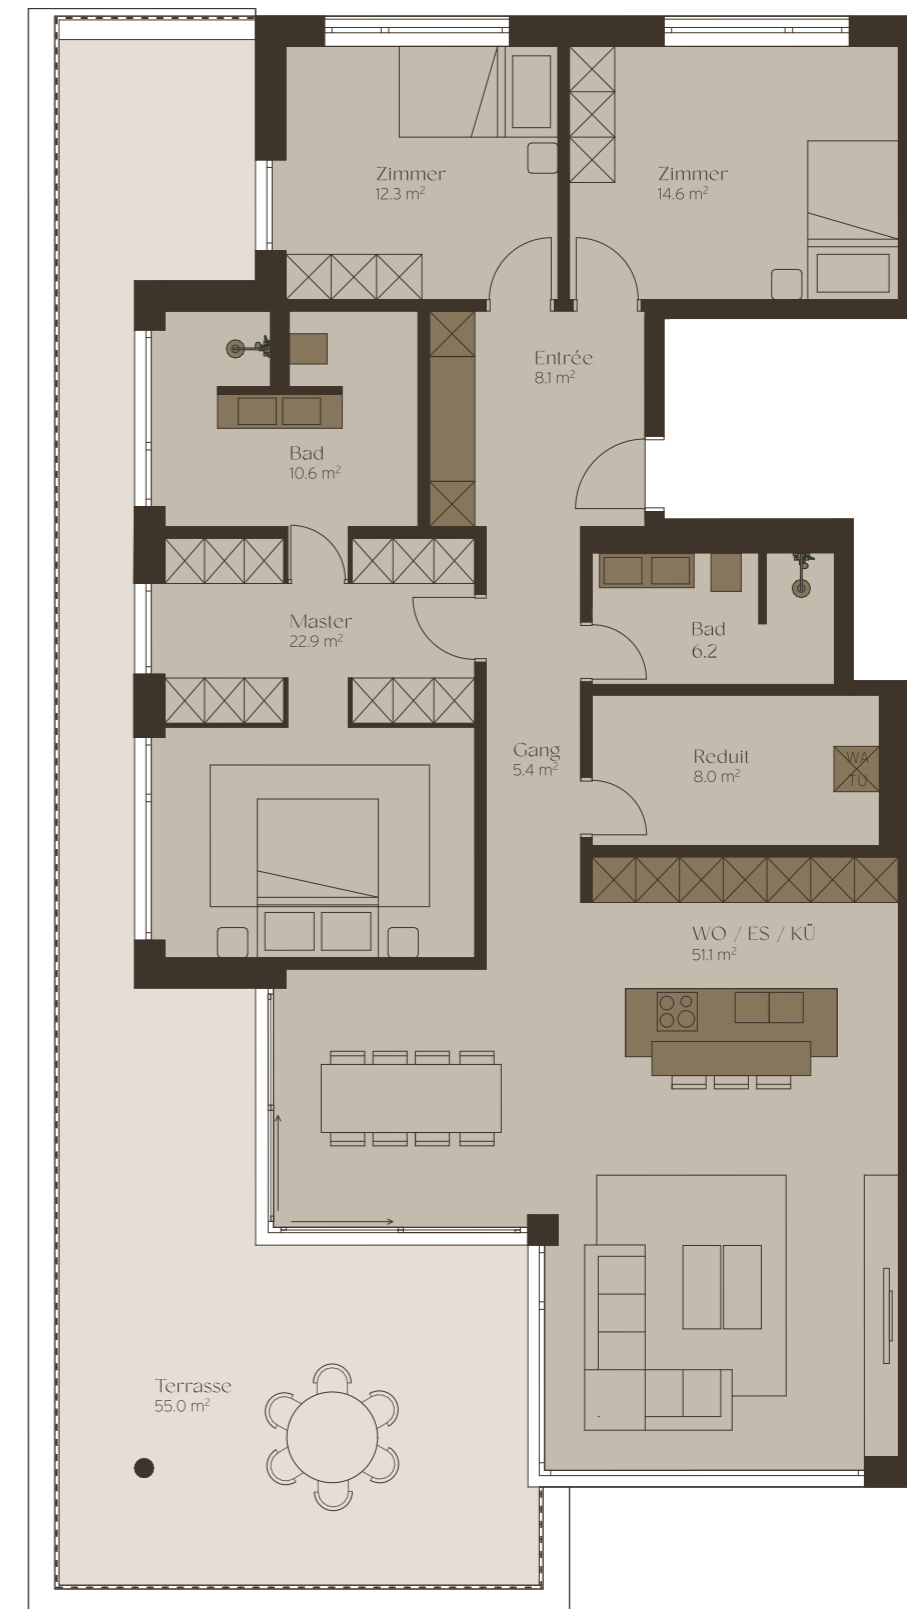 Zimmer
12.3 m²
Zimmer
14.6 m²
Entrée
8.1 m²
Bad
10.6 m²
Master
22.9 m²
Bad
6.2
Gang
5.4 m²
Reduit
8.0 m²
WA
TU
WO / ES / KÜ
51.1 m²
Terrasse
55.0 m²